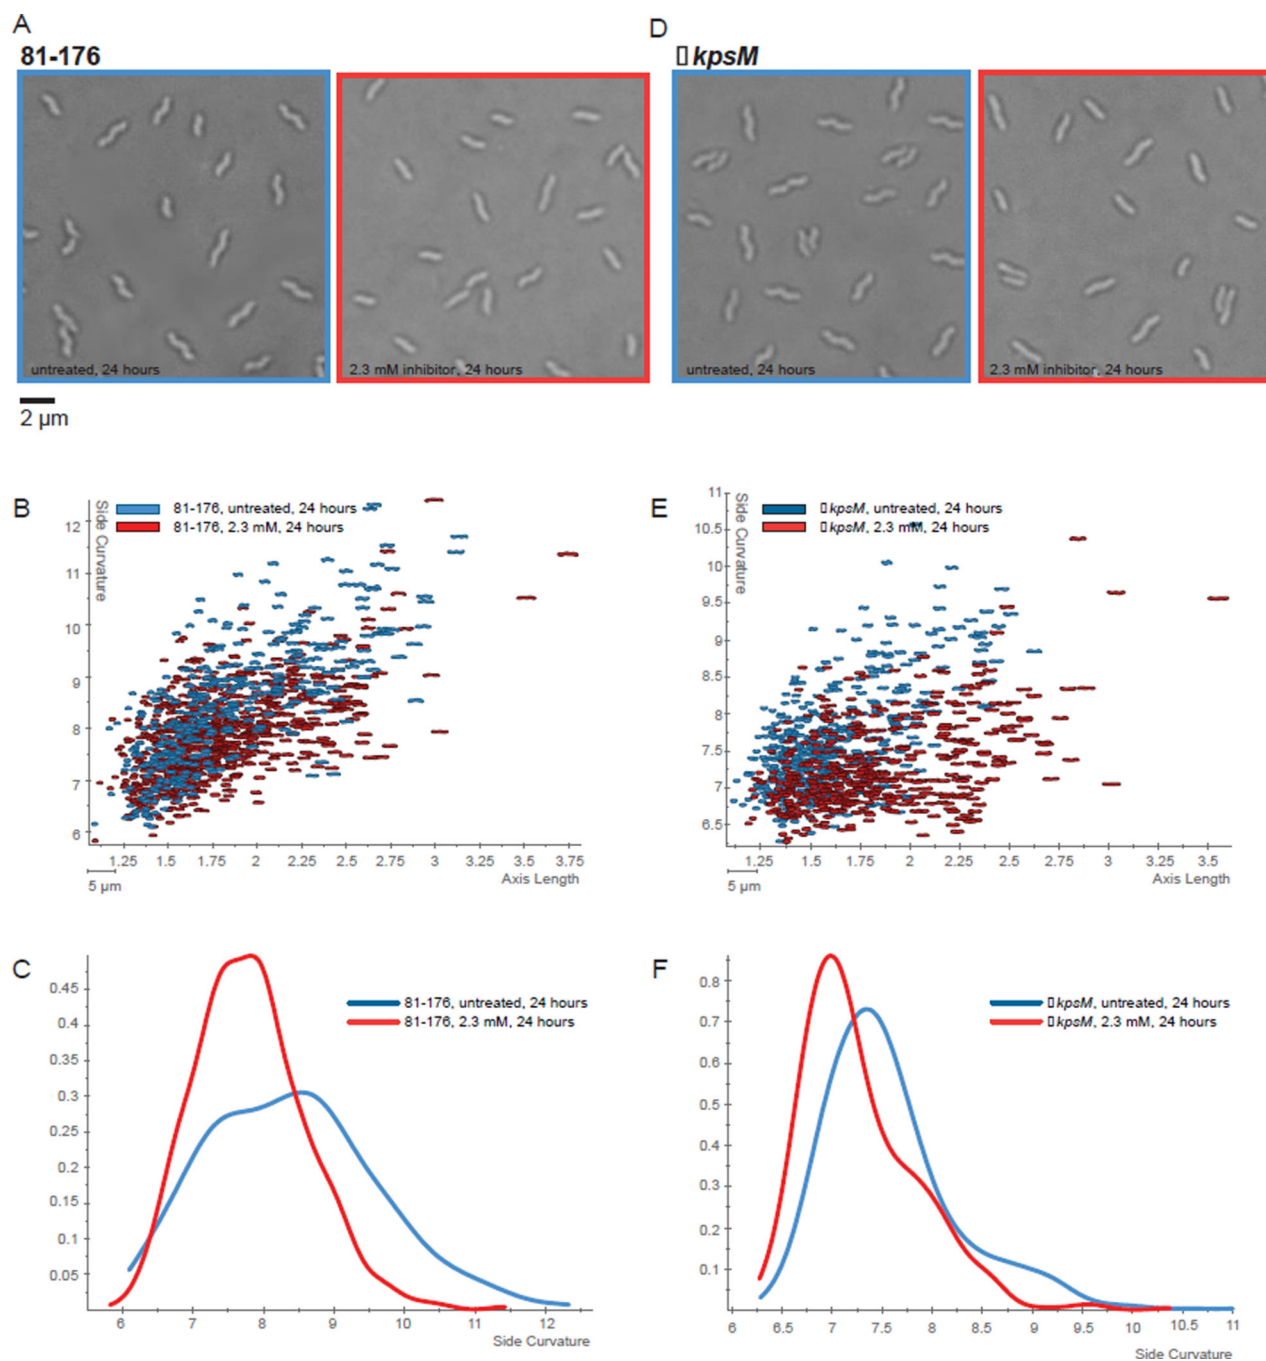 A
81-176
D
▯ kpsM
untreated, 24 hours
2.3 mM inhibitor, 24 hours
untreated, 24 hours
2.3 mM inhibitor, 24 hours
2 μm
B
Side Curvature
81-176, untreated, 24 hours
81-176, 2.3 mM, 24 hours
12
11
10
9
8
7
6
1.25 1.5 1.75 2 2.25 2.5 2.75 3 3.25 3.5 3.75
Axis Length
5 μm
E
Side Curvature
▯ kpsM, untreated, 24 hours
▯ kpsM, 2.3 mM, 24 hours
11
10.5
10
9.5
9
8.5
8
7.5
7
6.5
1.25 1.5 1.75 2 2.25 2.5 2.75 3 3.25 3.5
Axis Length
5 μm
C
81-176, untreated, 24 hours
81-176, 2.3 mM, 24 hours
0.45
0.4
0.35
0.3
0.25
0.2
0.15
0.1
0.05
6 7 8 9 10 11 12
Side Curvature
F
▯ kpsM, untreated, 24 hours
▯ kpsM, 2.3 mM, 24 hours
0.8
0.7
0.6
0.5
0.4
0.3
0.2
0.1
6 6.5 7 7.5 8 8.5 9 9.5 10 10.5 11
Side Curvature